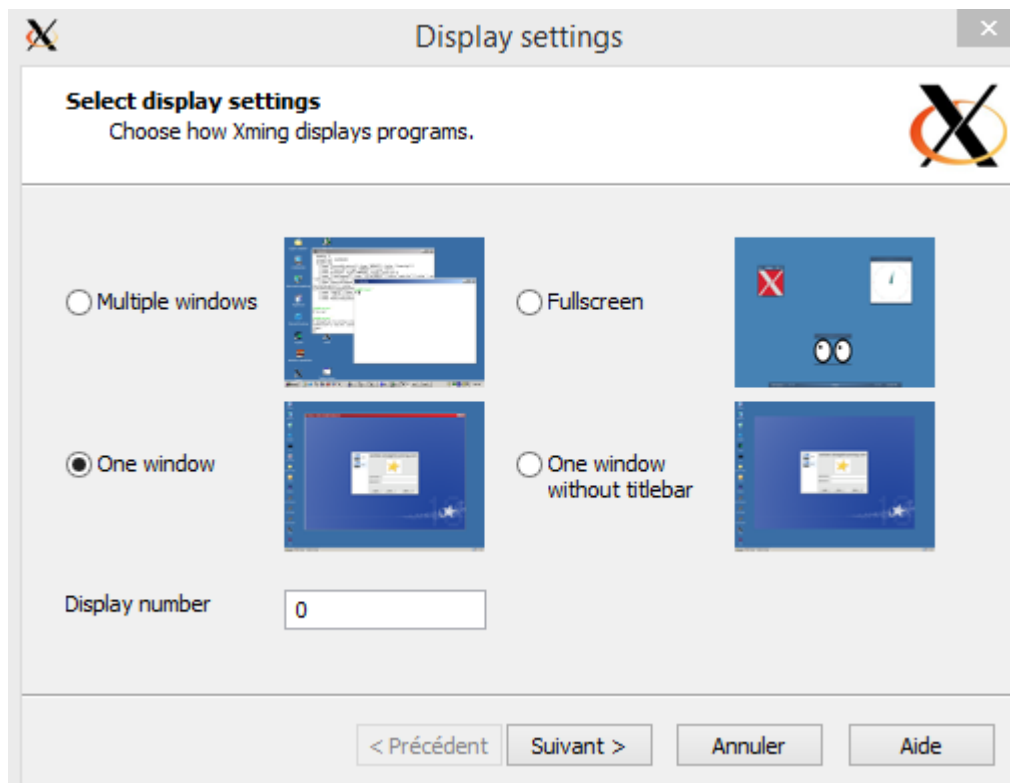 Display settings
Select display settings
Choose how Xming displays programs.
Multiple windows
Fullscreen
One window
One window
without titlebar
Display number
0
< Précédent
Suivant >
Annuler
Aide